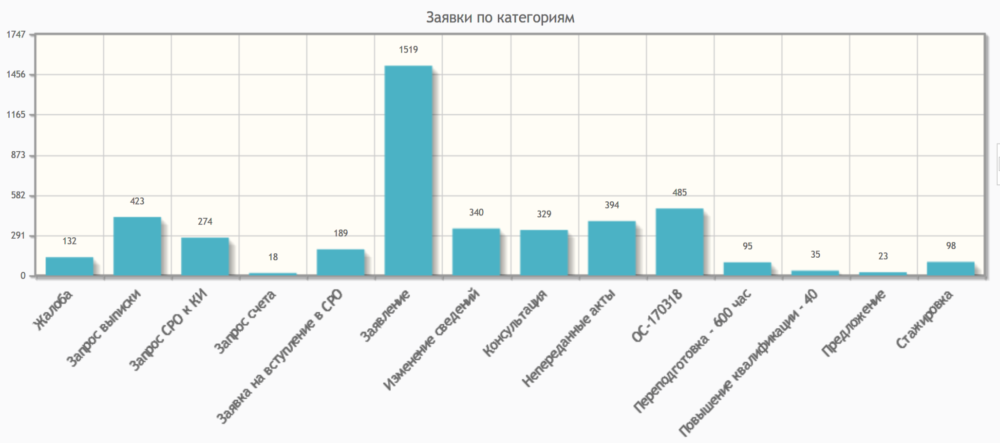 Заявки по категориям
1747
1456
1165
873
582
291
0
132
423
274
18
189
1519
340
329
394
485
95
35
23
98
Жалоба
Запрос выписки
Запрос СРО к КИ
Запрос счета
Заявка на вступление в СРО
Заявление
Изменение сведений
Консультация
Непереданные акты
ОС-170318
Переподготовка - 600 час
Повышение квалификации - 40
Предложение
Стажировка